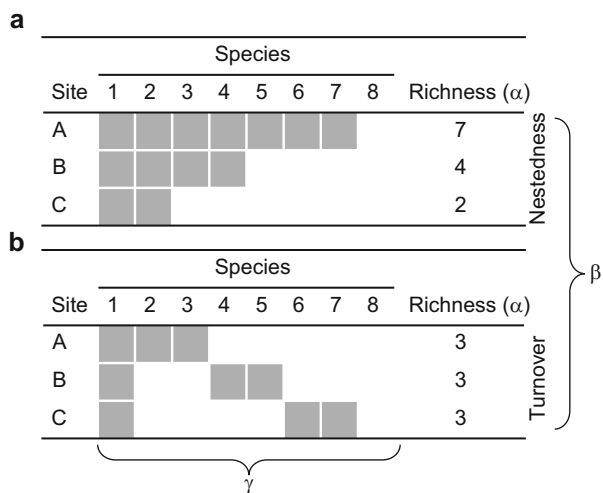 a
Species
Site 1 2 3 4 5 6 7 8 Richness (α)
A 7
B 4
C 2
Nestedness
b
Species
Site 1 2 3 4 5 6 7 8 Richness (α)
A 3
B 3
C 3
Turnover
β
γ